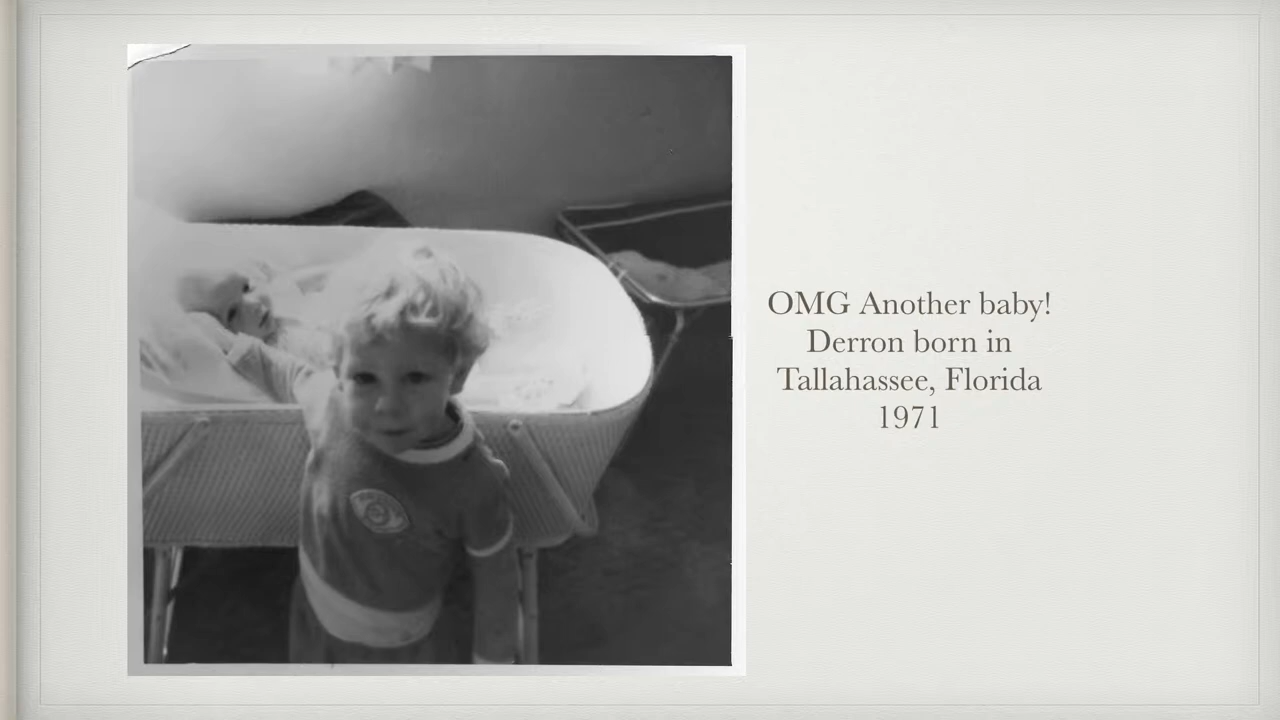 OMG Another baby!
Derron born in
Tallahassee, Florida
1971